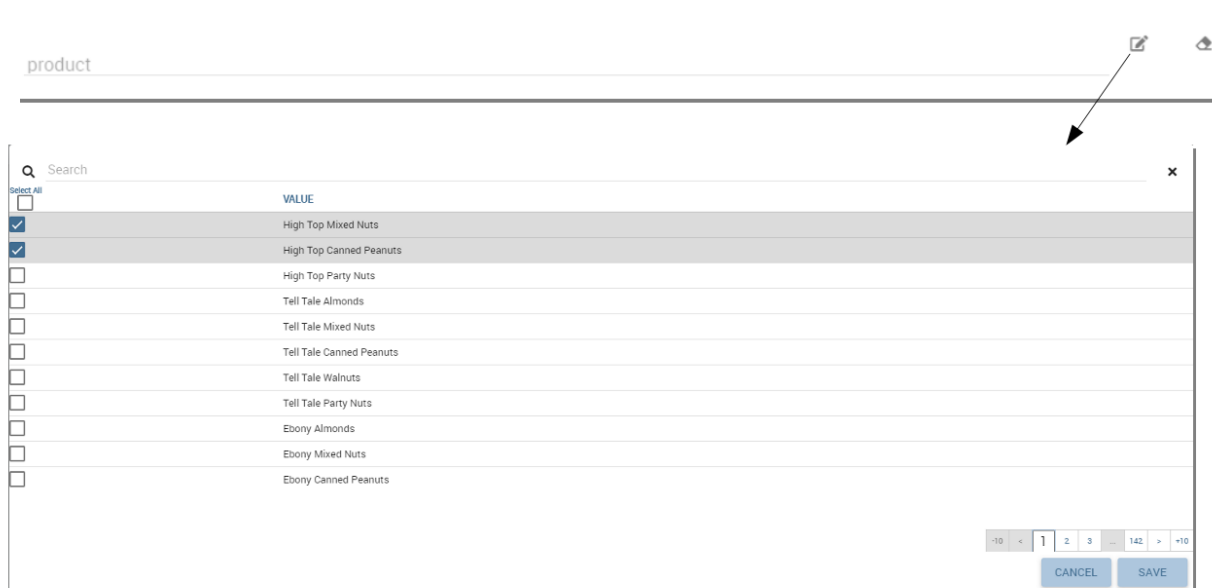 product
Search
Select All
VALUE
High Top Mixed Nuts
High Top Canned Peanuts
High Top Party Nuts
Tell Tale Almonds
Tell Tale Mixed Nuts
Tell Tale Canned Peanuts
Tell Tale Walnuts
Tell Tale Party Nuts
Ebony Almonds
Ebony Mixed Nuts
Ebony Canned Peanuts
-10 < 1 2 3 ... 142 > +10
CANCEL SAVE